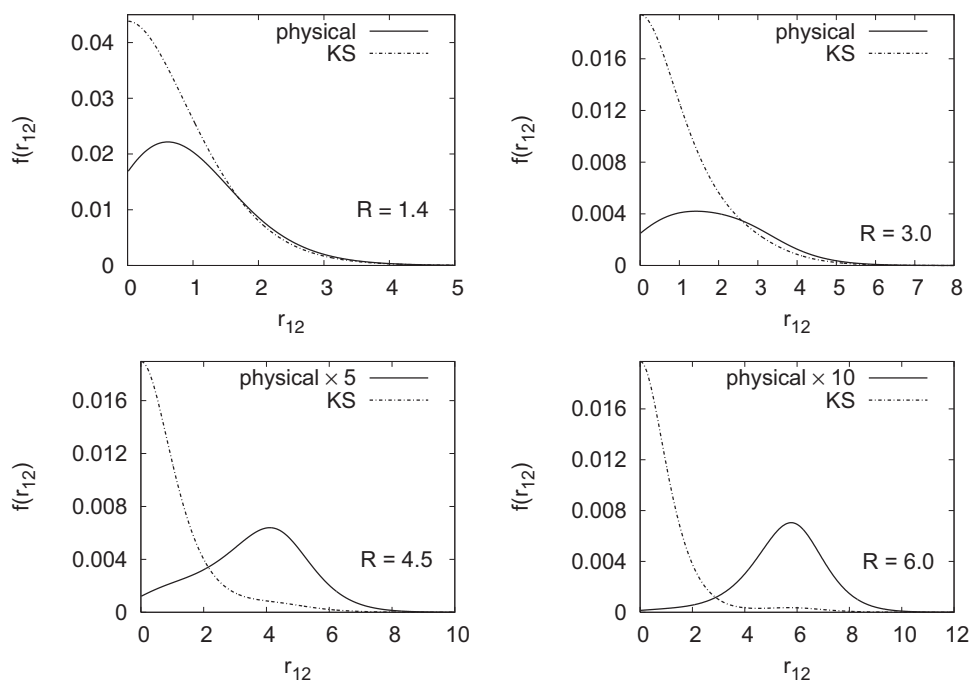 physical
KS
0.04
0.03
0.02
0.01
0
f(r12)
R = 1.4
0 1 2 3 4 5
r12
physical
KS
0.016
0.012
0.008
0.004
0
f(r12)
R = 3.0
0 1 2 3 4 5 6 7 8
r12
physical × 5
KS
0.016
0.012
0.008
0.004
0
f(r12)
R = 4.5
0 2 4 6 8 10
r12
physical × 10
KS
0.016
0.012
0.008
0.004
0
f(r12)
R = 6.0
0 2 4 6 8 10 12
r12